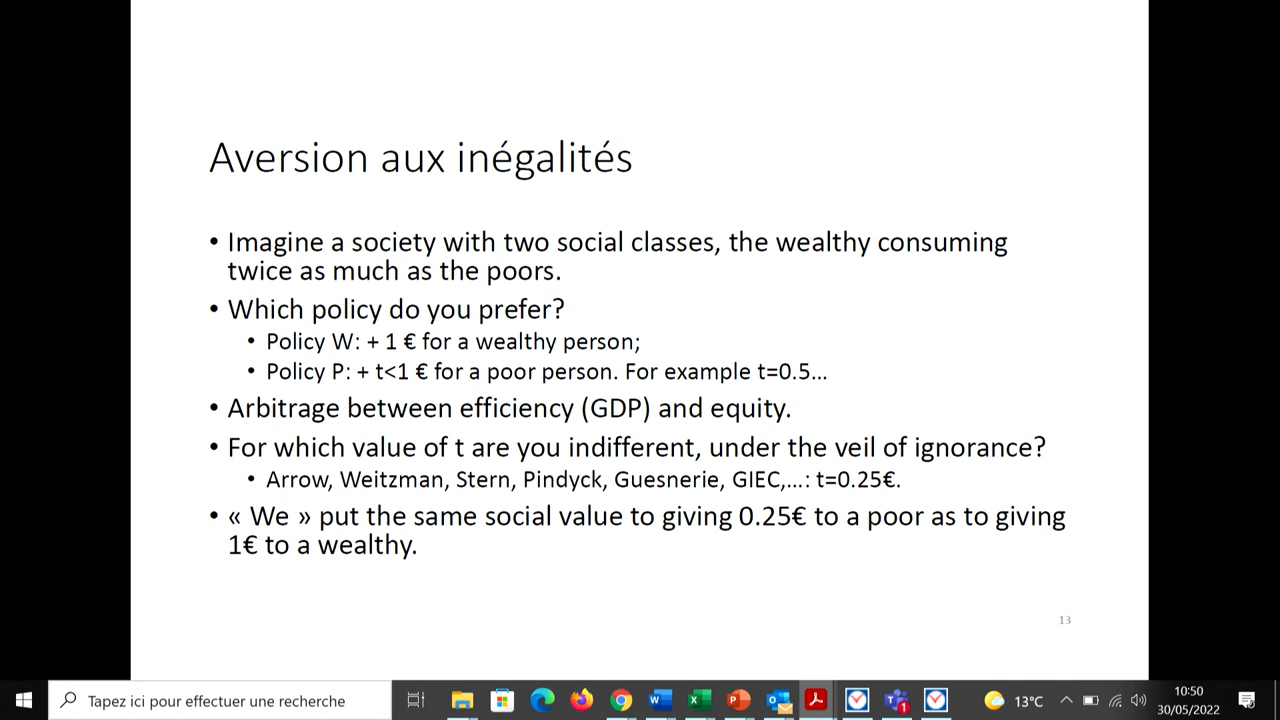 Aversion aux inégalités
• Imagine a society with two social classes, the wealthy consuming
twice as much as the poors.
• Which policy do you prefer?
• Policy W: + 1 € for a wealthy person;
• Policy P: + t<1 € for a poor person. For example t=0.5…
• Arbitrage between efficiency (GDP) and equity.
• For which value of t are you indifferent, under the veil of ignorance?
• Arrow, Weitzman, Stern, Pindyck, Guesnerie, GIEC,…: t=0.25€.
• « We » put the same social value to giving 0.25€ to a poor as to giving
1€ to a wealthy.
13
Tapez ici pour effectuer une recherche
13°C
10:50
30/05/2022